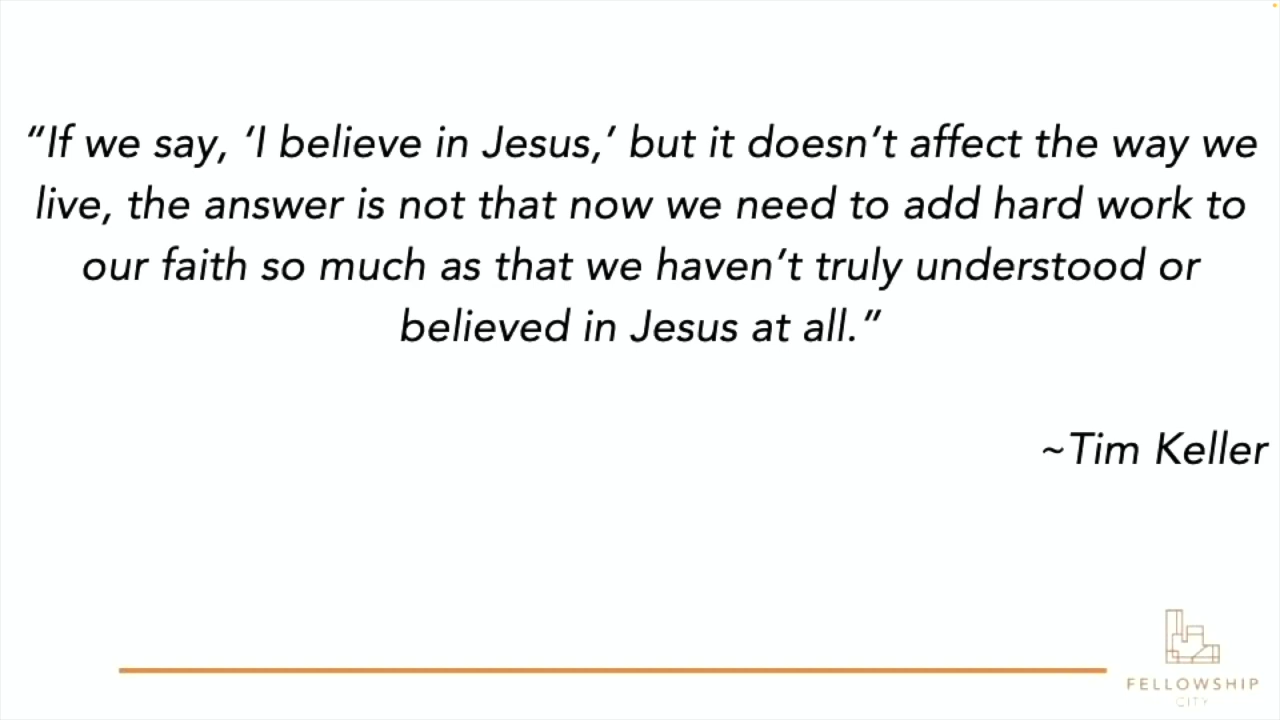 “If we say, ‘I believe in Jesus,’ but it doesn’t affect the way we
live, the answer is not that now we need to add hard work to
our faith so much as that we haven’t truly understood or
believed in Jesus at all.”
~Tim Keller
FELLOWSHIP
CITY